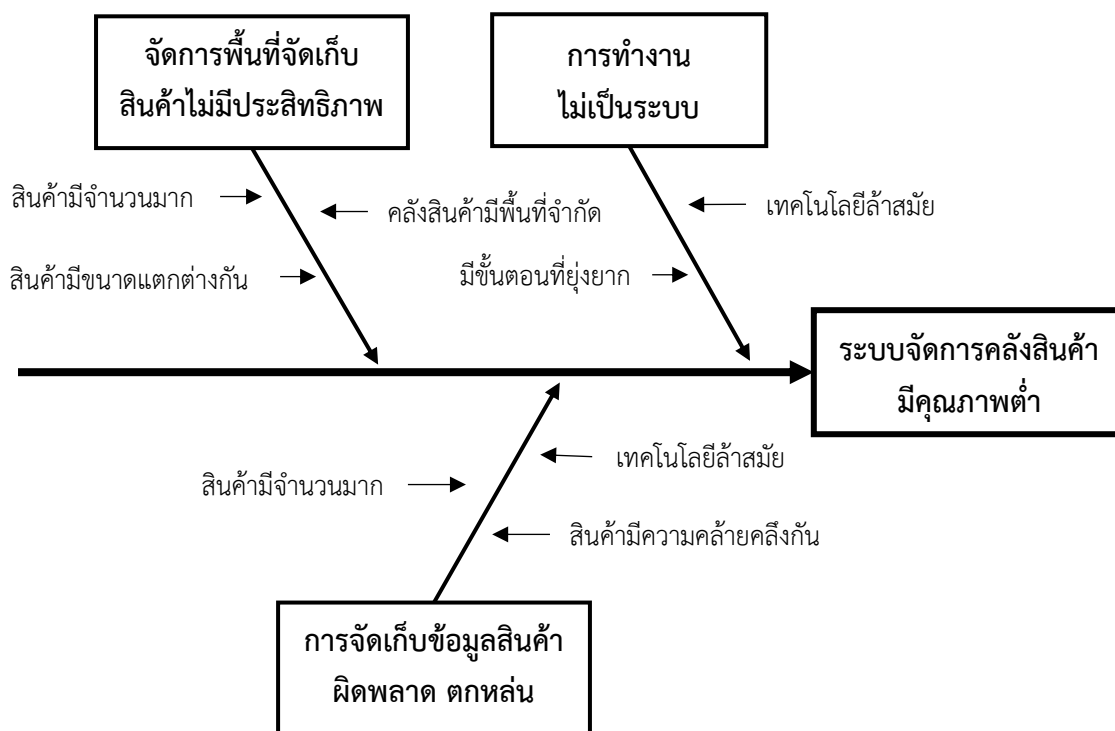 จัดการพื้นที่จัดเก็บ
สินค้าไม่มีประสิทธิภาพ
การทำงาน
ไม่เป็นระบบ
สินค้ามีจำนวนมาก
คลังสินค้ามีพื้นที่จำกัด
เทคโนโลยีล้าสมัย
สินค้ามีขนาดแตกต่างกัน
มีขั้นตอนที่ยุ่งยาก
ระบบจัดการคลังสินค้า
มีคุณภาพต่ำ
เทคโนโลยีล้าสมัย
สินค้ามีจำนวนมาก
สินค้ามีความคล้ายคลึงกัน
การจัดเก็บข้อมูลสินค้า
ผิดพลาด ตกหล่น